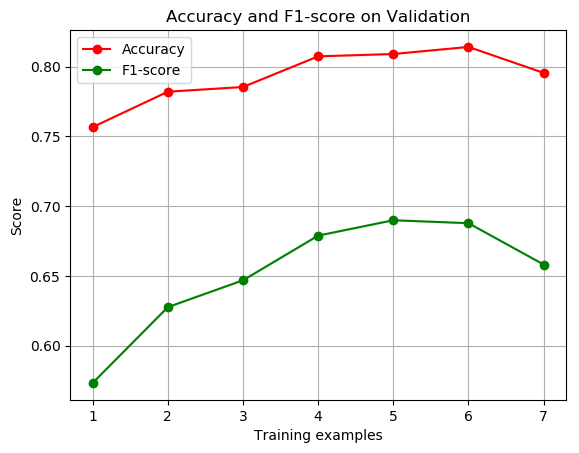 Accuracy and F1-score on Validation
Accuracy
F1-score
0.80
0.75
0.70
0.65
0.60
Score
1 2 3 4 5 6 7
Training examples